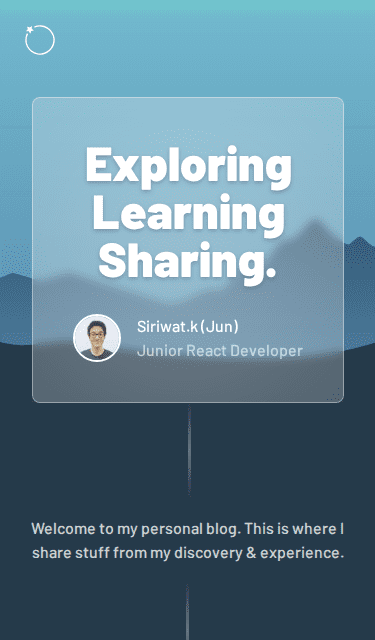 Exploring
Learning
Sharing.
Siriwat.k (Jun)
Junior React Developer
Welcome to my personal blog. This is where I
share stuff from my discovery & experience.